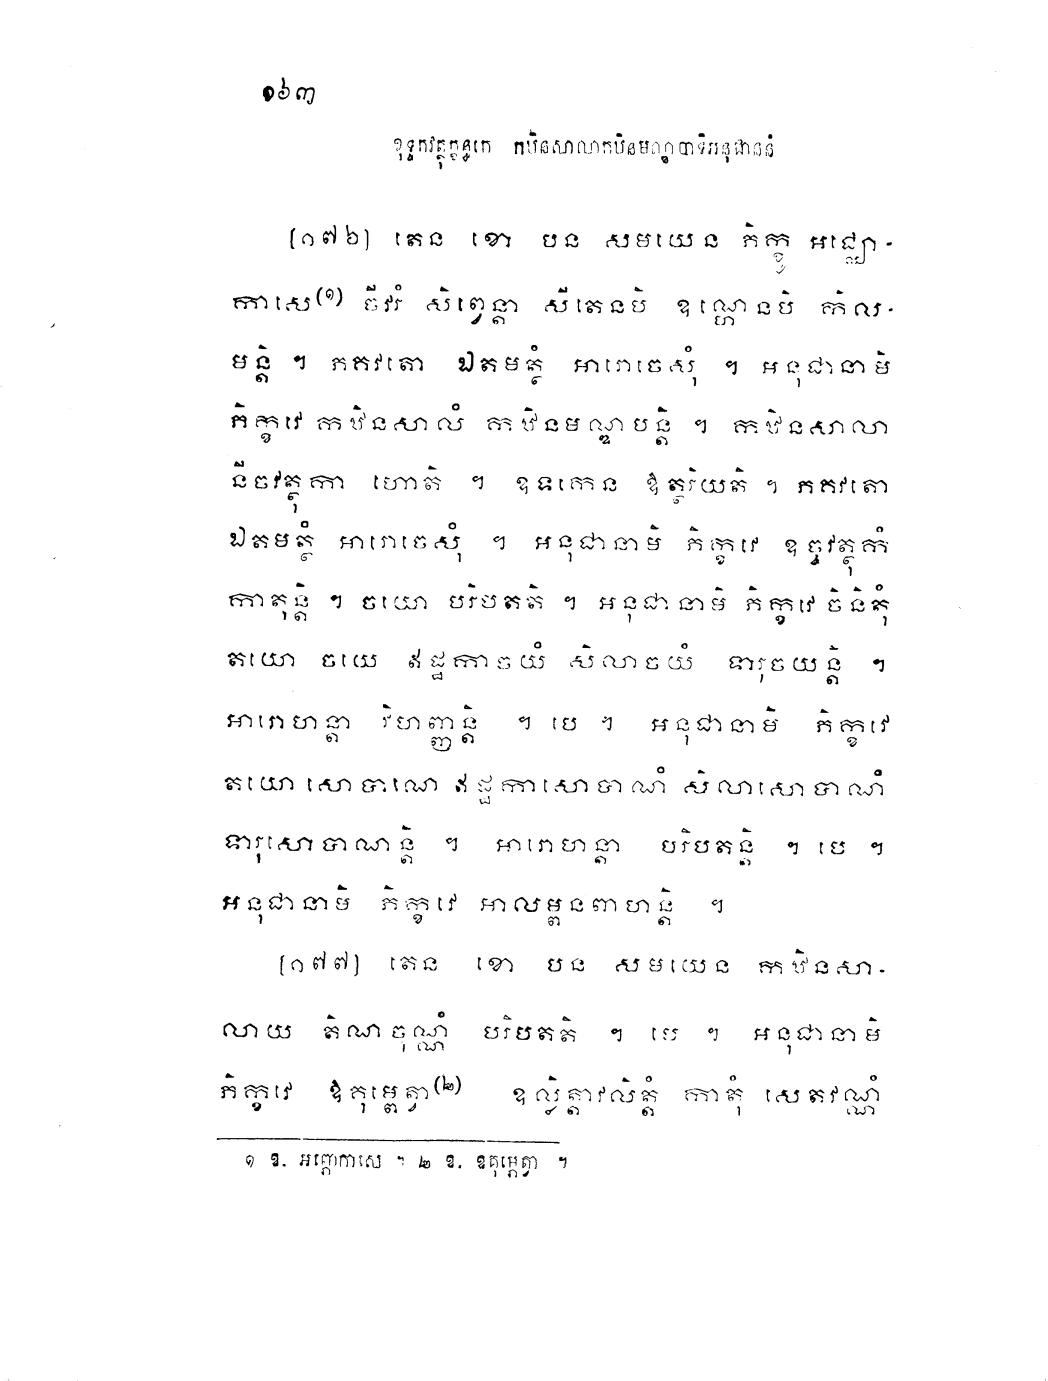 ១៦៣
ខុទ្ទកវត្ថុក្ខន្ធកេ កឋិនសាលាកឋិនមណ្ឌបាទិអនុជាននំ
[១៧៦] តេន ខោ បន សមយេន ភិក្ខូ អជ្ឈោ-
កាសេ(១) ចីវរំ សិព្វេន្តា សីតេនបិ ឧណ្ហេនបិ កិល-
មន្តិ ។ ភគវតោ ឯតមត្ថំ អារោចេសុំ ។ អនុជានាមិ
ភិក្ខវេ កឋិនសាលំ កឋិនមណ្ឌបន្តិ ។ កឋិនសាលា
នីចវត្ថុកា ហោតិ ។ ឧទកេន ឱត្ថរិយតិ ។ ភគវតោ
ឯតមត្ថំ អារោចេសុំ ។ អនុជានាមិ ភិក្ខវេ ឧច្ចវត្ថុកំ
កាតុន្តិ ។ ចយោ បរិបតតិ ។ អនុជានាមិ ភិក្ខវេ ចិនិតុំ
តយោ ចយេ ឥដ្ឋកាចយំ សិលាចយំ ទារុចយន្តិ ។
អារោហន្តា វិហញ្ញន្តិ ។ បេ ។ អនុជានាមិ ភិក្ខវេ
តយោ សោបាណេ ឥដ្ឋកាសោបាណំ សិលាសោបាណំ
ទារុសោបាណន្តិ ។ អារោហន្តា បរិបតន្តិ ។ បេ ។
អនុជានាមិ ភិក្ខវេ អាលម្ពនពាហន្តិ ។
[១៧៧] តេន ខោ បន សមយេន កឋិនសា-
លាយ តិណចុណ្ណំ បរិបតតិ ។ បេ ។ អនុជានាមិ
ភិក្ខវេ ឱគុម្ពេត្វា(២) ឧល្លិត្តាវលិត្តំ កាតុំ សេតវណ្ណំ
១ ឱ. អញ្ភោកាសេ ។ ២ ឱ. ឧគុម្ភេត្វា ។